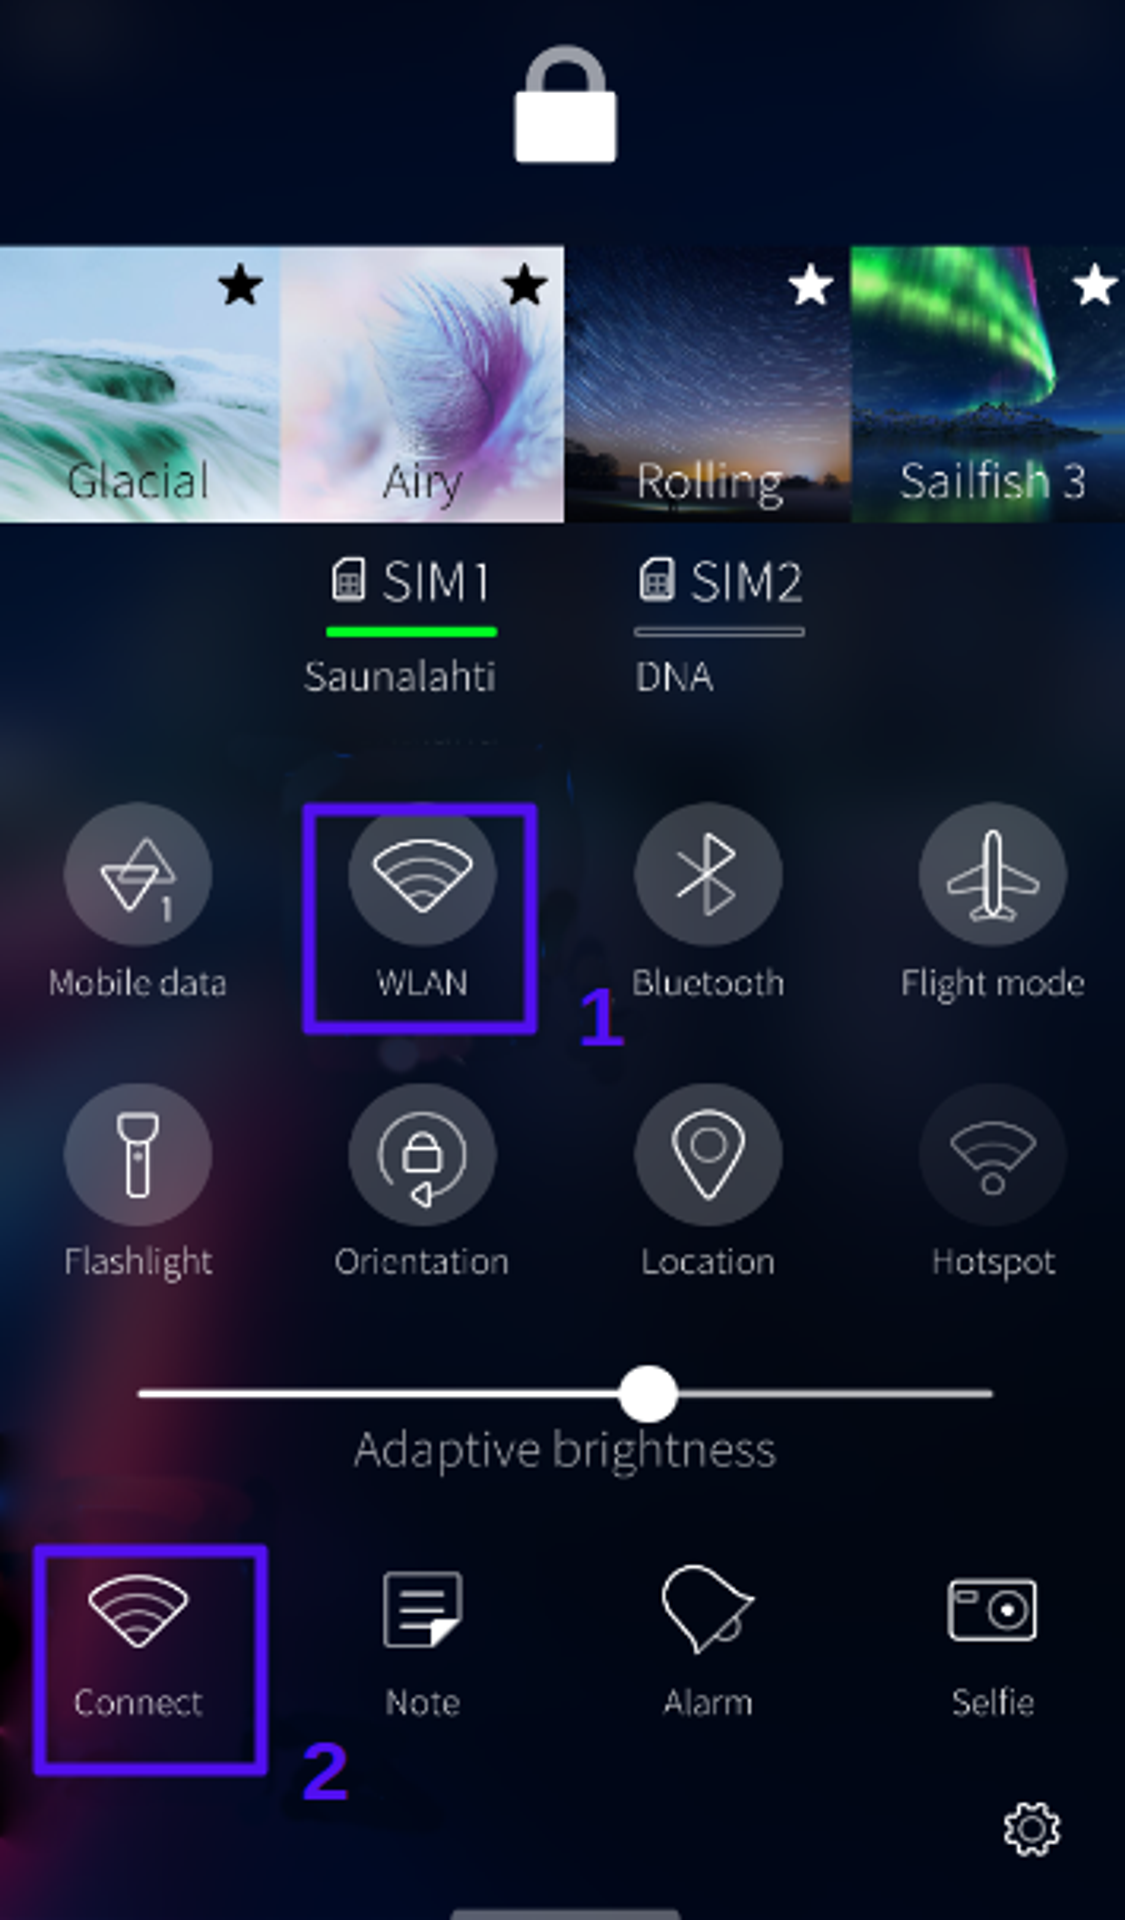 Glacial Airy Rolling Sailfish 3
SIM1 SIM2
Saunalahti DNA
1
Mobile data WLAN Bluetooth Flight mode
1
Flashlight Orientation Location Hotspot
Adaptive brightness
Connect Note Alarm Selfie
2